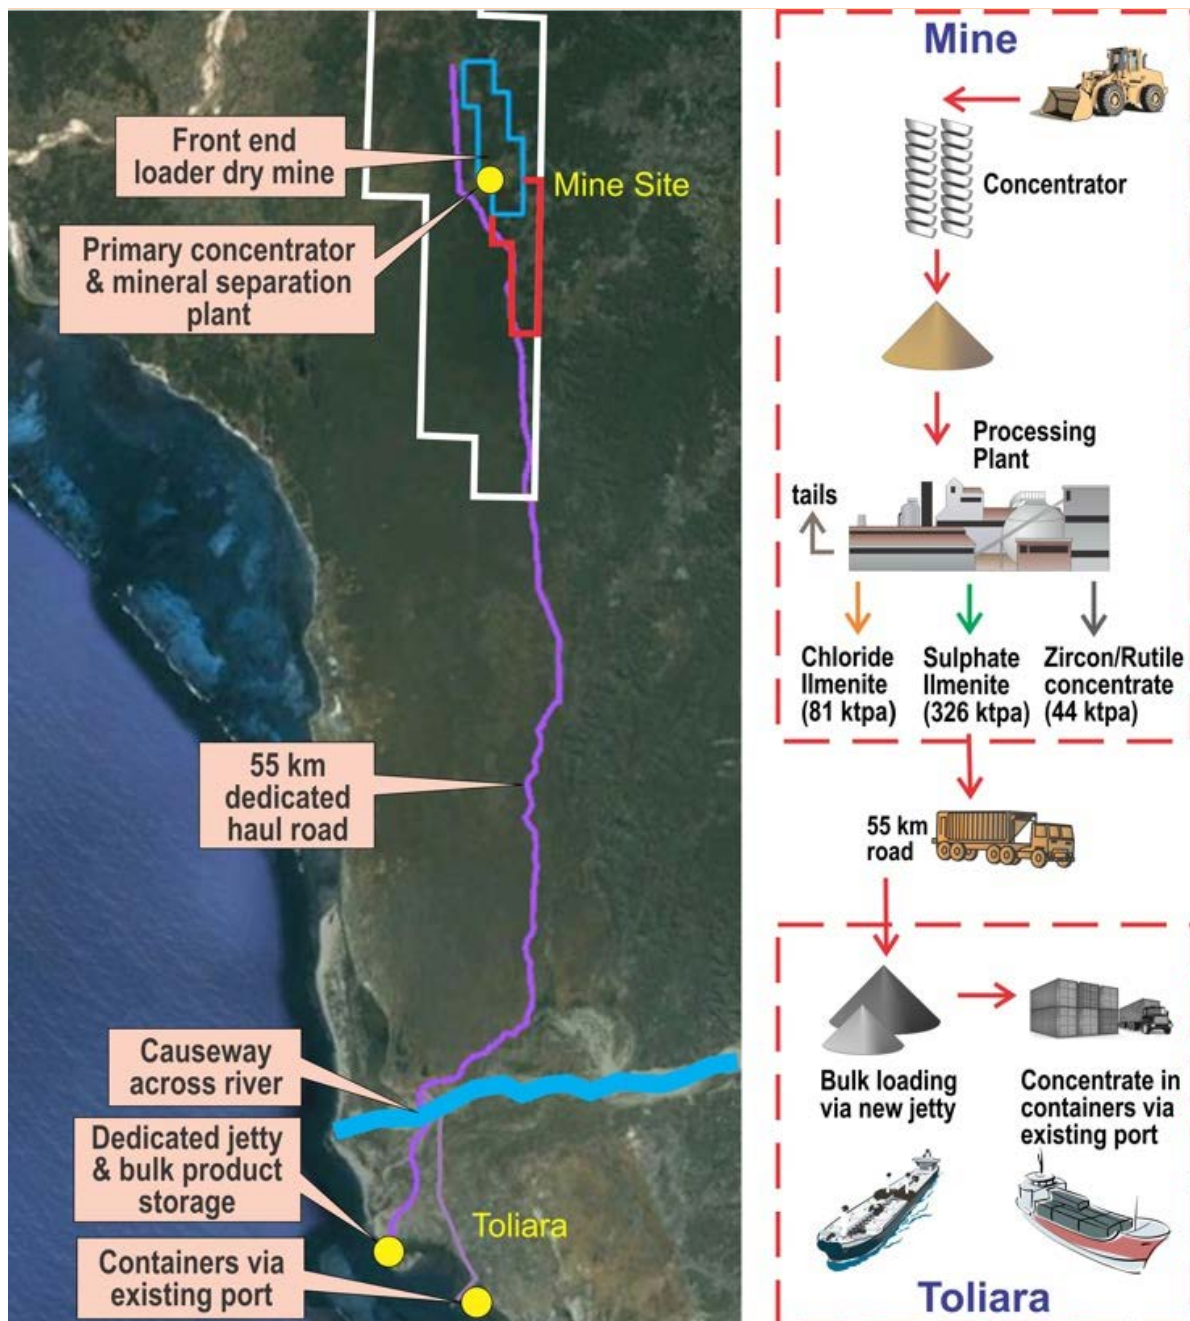 Front end
loader dry mine
Mine Site
Primary concentrator
& mineral separation
plant
55 km
dedicated
haul road
Causeway
across river
Dedicated jetty
& bulk product
storage
Toliara
Containers via
existing port
Mine
Concentrator
Processing
Plant
tails
Chloride
Ilmenite
(81 ktpa)
Sulphate
Ilmenite
(326 ktpa)
Zircon/Rutile
concentrate
(44 ktpa)
55 km
road
Bulk loading
via new jetty
Concentrate in
containers via
existing port
Toliara